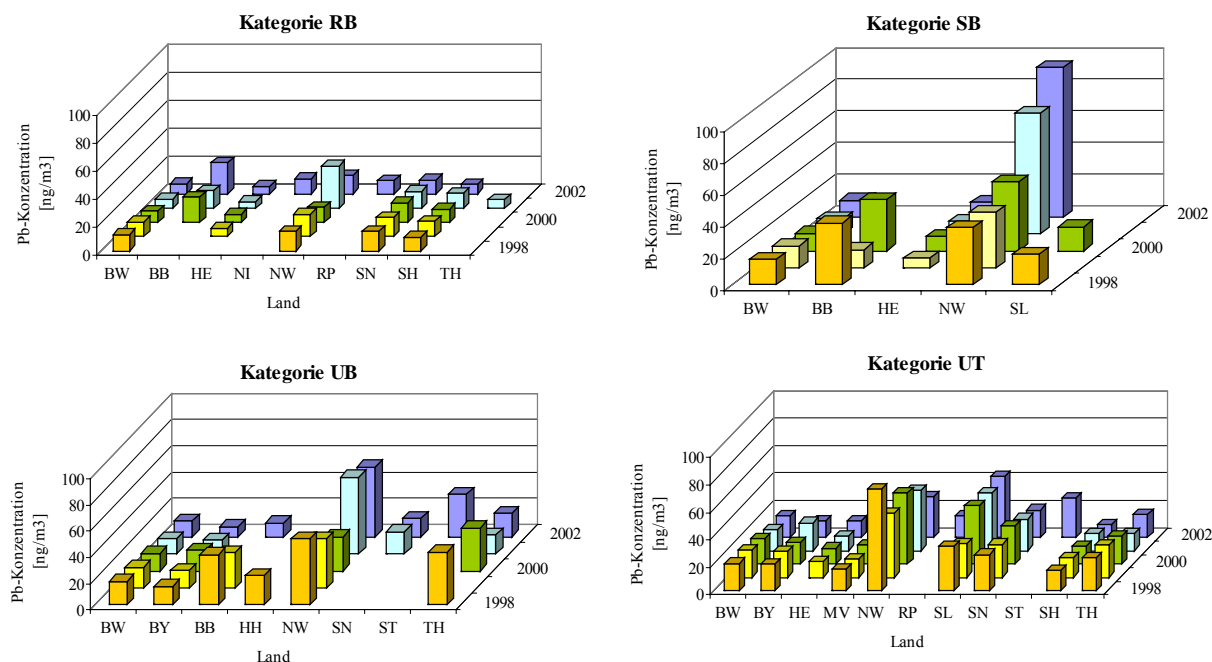 Kategorie RB
Pb-Konzentration
[ng/m3]
100
80
60
40
20
0
BW BB HE NI NW RP SN SH TH
Land
1998
2000
2002
Kategorie SB
Pb-Konzentration
[ng/m3]
100
80
60
40
20
0
BW BB HE NW SL
1998
2000
2002
Kategorie UB
Pb-Konzentration
[ng/m3]
100
80
60
40
20
0
BW BY BB HH NW SN ST TH
Land
1998
2000
2002
Kategorie UT
Pb-Konzentration
[ng/m3]
100
80
60
40
20
0
BW BY HE MV NW RP SL SN ST SH TH
Land
1998
2000
2002